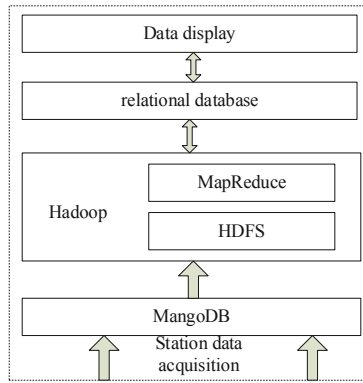 Data display
relational database
Hadoop
MapReduce
HDFS
MangoDB
Station data
acquisition